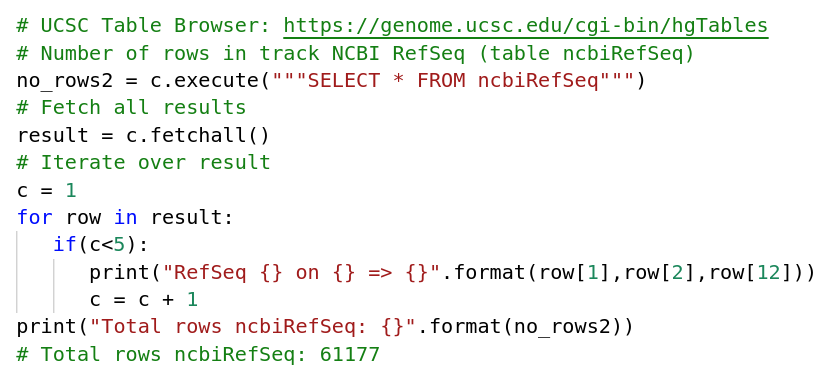 # UCSC Table Browser: https://genome.ucsc.edu/cgi-bin/hgTables
# Number of rows in track NCBI RefSeq (table ncbiRefSeq)
no_rows2 = c.execute("""SELECT * FROM ncbiRefSeq""")
# Fetch all results
result = c.fetchall()
# Iterate over result
c = 1
for row in result:
   if(c<5):
      print("RefSeq {} on {} => {}".format(row[1],row[2],row[12]))
      c = c + 1
print("Total rows ncbiRefSeq: {}".format(no_rows2))
# Total rows ncbiRefSeq: 61177